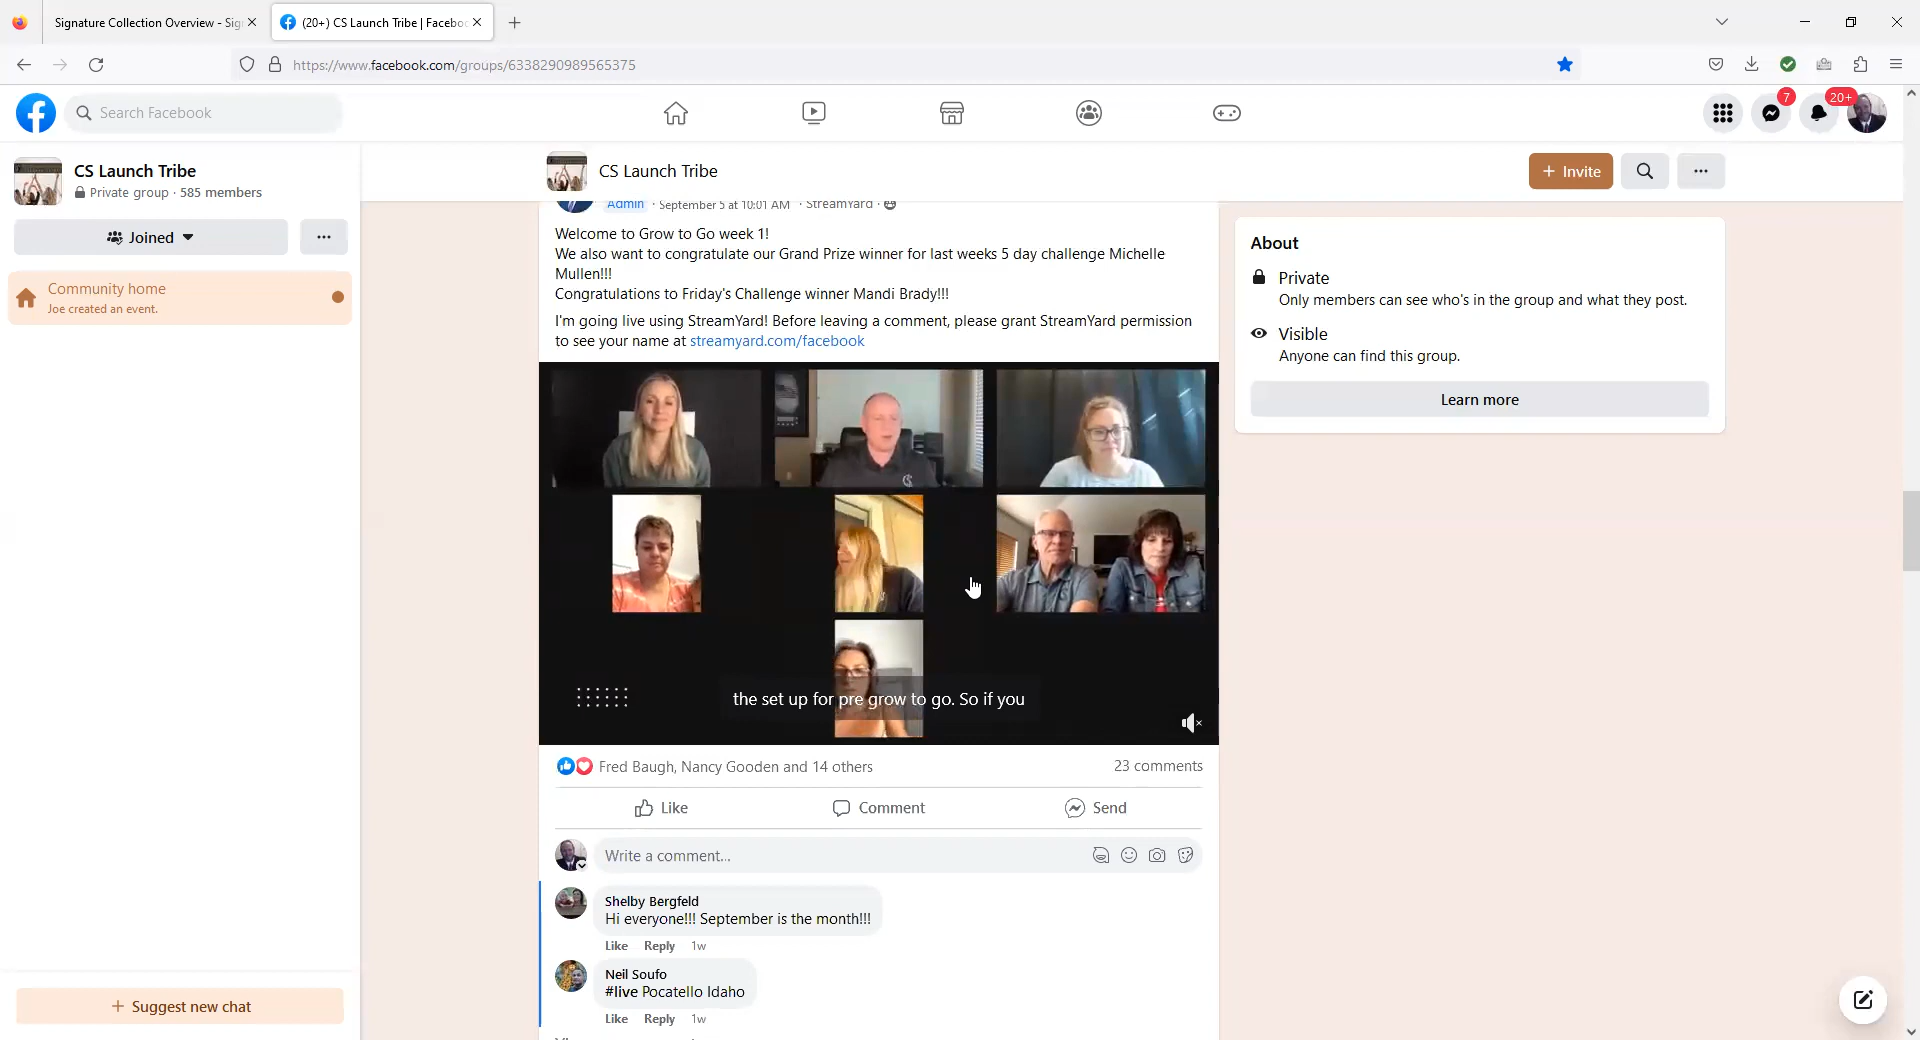 Signature Collection Overview - Sig
(20+) CS Launch Tribe | Facebo
https://www.facebook.com/groups/6338290989565375
Search Facebook
7
20+
CS Launch Tribe
Private group · 585 members
Joined
Community home
Joe created an event.
+ Suggest new chat
CS Launch Tribe
+ Invite
Admin · September 5 at 10:01 AM · StreamYard ·
Welcome to Grow to Go week 1!
We also want to congratulate our Grand Prize winner for last weeks 5 day challenge Michelle
Mullen!!!
Congratulations to Friday's Challenge winner Mandi Brady!!!
I'm going live using StreamYard! Before leaving a comment, please grant StreamYard permission
to see your name at streamyard.com/facebook
the set up for pre grow to go. So if you
Fred Baugh, Nancy Gooden and 14 others
23 comments
Like
Comment
Send
Write a comment...
Shelby Bergfeld
Hi everyone!!! September is the month!!!
Like Reply 1w
Neil Soufo
#live Pocatello Idaho
Like Reply 1w
About
Private
Only members can see who's in the group and what they post.
Visible
Anyone can find this group.
Learn more